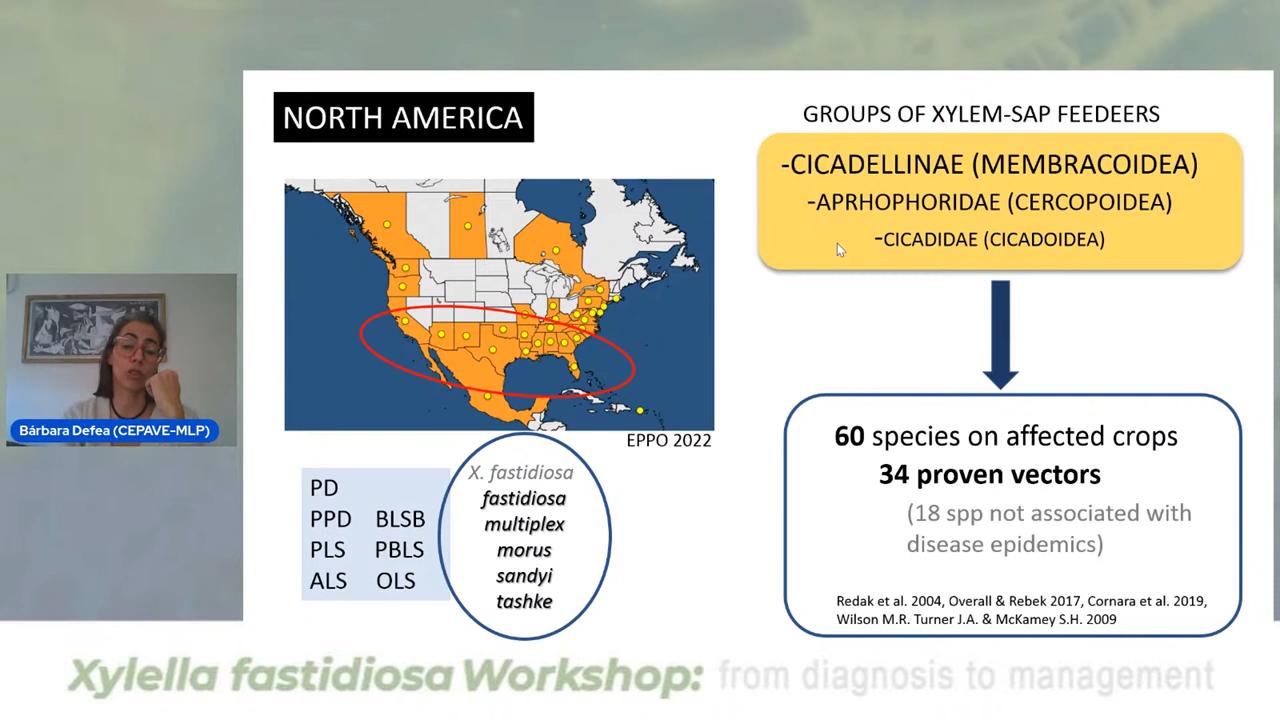 NORTH AMERICA
EPPO 2022
PD
PPD BLSB
PLS PBLS
ALS OLS
X. fastidiosa
fastidiosa
multiplex
morus
sandyi
tashke
GROUPS OF XYLEM-SAP FEEDEERS
-CICADELLINAE (MEMBRACOIDEA)
-APRHOPHORIDAE (CERCOPOIDEA)
-CICADIDAE (CICADOIDEA)
60 species on affected crops
34 proven vectors
(18 spp not associated with
disease epidemics)
Redak et al. 2004, Overall & Rebek 2017, Cornara et al. 2019,
Wilson M.R. Turner J.A. & McKamey S.H. 2009
Bárbara Defea (CEPAVE-MLP)
Xylella fastidiosa Workshop: from diagnosis to management